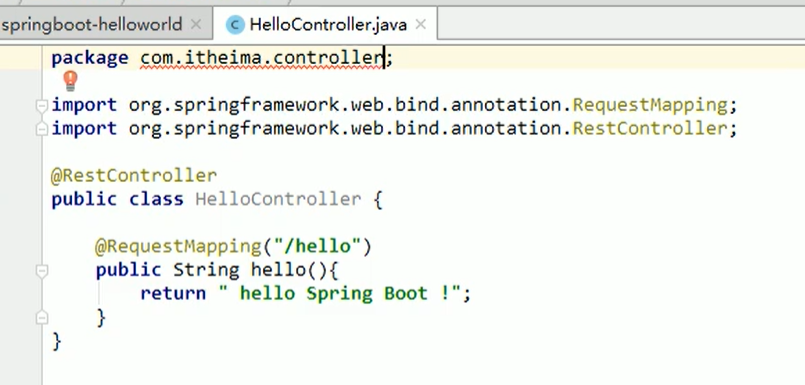 springboot-helloworld × HelloController.java ×
package com.itheima.controller;
import org.springframework.web.bind.annotation.RequestMapping;
import org.springframework.web.bind.annotation.RestController;
@RestController
public class HelloController {
@RequestMapping("/hello")
public String hello(){
return " hello Spring Boot !";
}
}